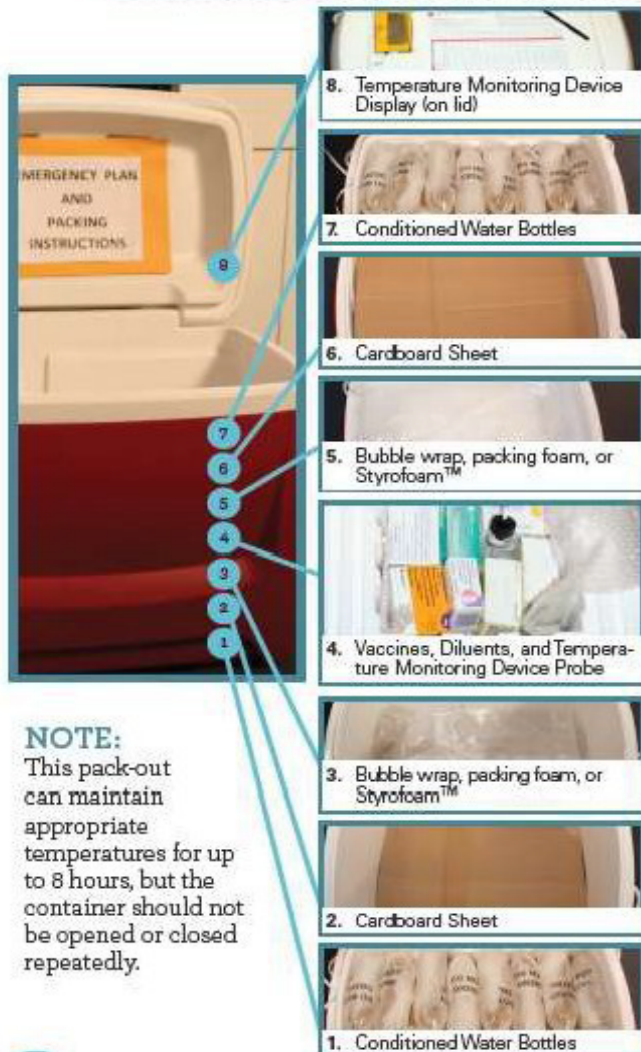 EMERGENCY PLAN
AND
PACKING
INSTRUCTIONS
8
7
6
5
4
3
2
1
8. Temperature Monitoring Device
Display (on lid)
7. Conditioned Water Bottles
6. Cardboard Sheet
5. Bubble wrap, packing foam, or
Styrofoam™
4. Vaccines, Diluents, and Tempera-
ture Monitoring Device Probe
3. Bubble wrap, packing foam, or
Styrofoam™
2. Cardboard Sheet
1. Conditioned Water Bottles
NOTE:
This pack-out
can maintain
appropriate
temperatures for up
to 8 hours, but the
container should not
be opened or closed
repeatedly.